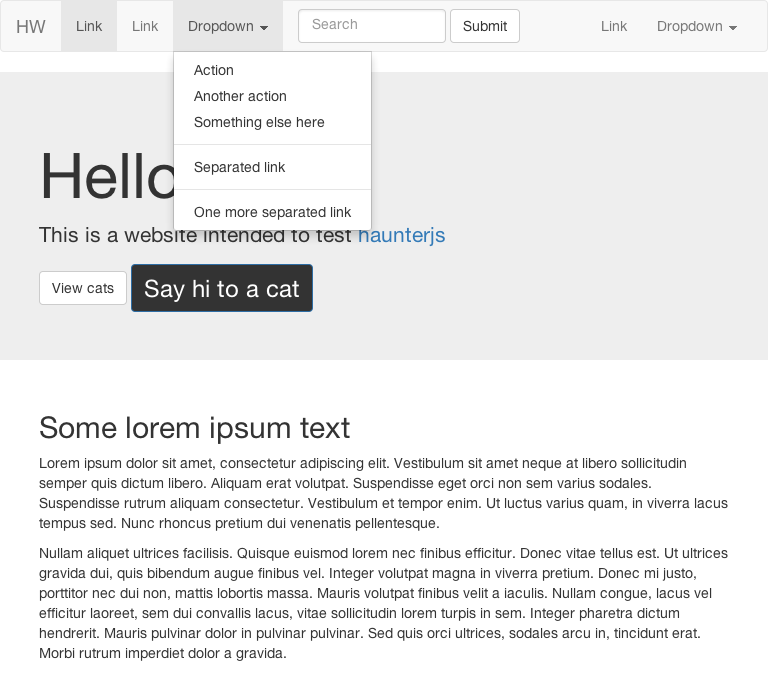 HW Link Link Dropdown Search Submit Link Dropdown
Action
Another action
Something else here
Separated link
One more separated link
Hello
This is a website intended to test haunterjs
View cats Say hi to a cat
Some lorem ipsum text
Lorem ipsum dolor sit amet, consectetur adipiscing elit. Vestibulum sit amet neque at libero sollicitudin
semper quis dictum libero. Aliquam erat volutpat. Suspendisse eget orci non sem varius sodales.
Suspendisse rutrum aliquam consectetur. Vestibulum et tempor enim. Ut luctus varius quam, in viverra lacus
tempus sed. Nunc rhoncus pretium dui venenatis pellentesque.
Nullam aliquet ultrices facilisis. Quisque euismod lorem nec finibus efficitur. Donec vitae tellus est. Ut ultrices
gravida dui, quis bibendum augue finibus vel. Integer volutpat magna in viverra pretium. Donec mi justo,
porttitor nec dui non, mattis lobortis massa. Mauris volutpat finibus velit a iaculis. Nullam congue, lacus vel
efficitur laoreet, sem dui convallis lacus, vitae sollicitudin lorem turpis in sem. Integer pharetra dictum
hendrerit. Mauris pulvinar dolor in pulvinar pulvinar. Sed quis orci ultrices, sodales arcu in, tincidunt erat.
Morbi rutrum imperdiet dolor a gravida.